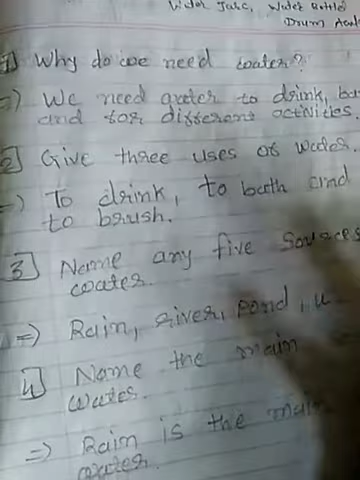 Water Bottle
Drum
1] Why do we need water?
=) We need water to drink,
and for different activities.
2] Give three uses of water.
=) To drink, to bath and
to brush.
3] Name any five sources
water.
=) Rain, river, Pond,
4] Name the main
water.
=) Rain is the main
water.